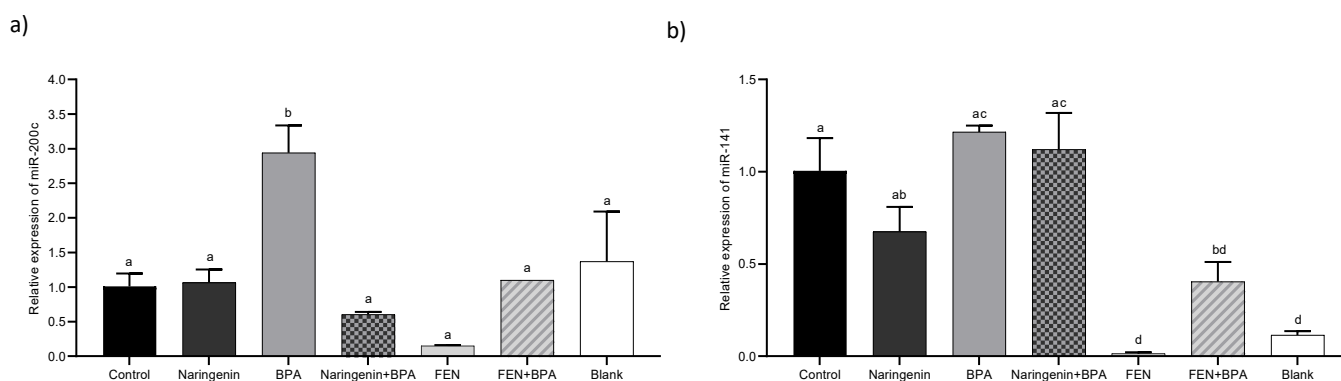 a)
Relative expression of miR-200c
4.0
3.5
3.0
2.5
2.0
1.5
1.0
0.5
0.0
a
a
b
a
a
a
a
Control
Naringenin
BPA
Naringenin+BPA
FEN
FEN+BPA
Blank
b)
Relative expression of miR-141
1.5
1.0
0.5
0.0
a
ab
ac
ac
d
bd
d
Control
Naringenin
BPA
Naringenin+BPA
FEN
FEN+BPA
Blank